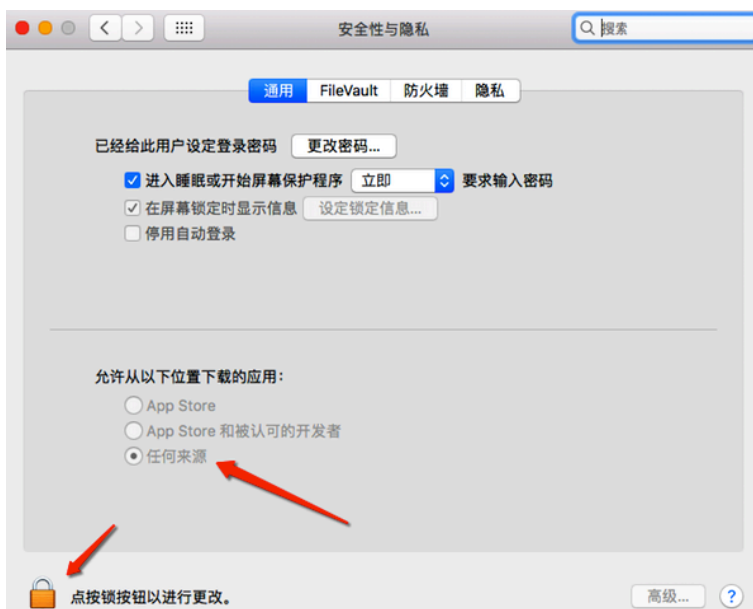 安全性与隐私
搜索
通用 FileVault 防火墙 隐私
已经给此用户设定登录密码 更改密码...
进入睡眠或开始屏幕保护程序 立即 要求输入密码
在屏幕锁定时显示信息 设定锁定信息...
停用自动登录
允许从以下位置下载的应用：
App Store
App Store 和被认可的开发者
任何来源
点按锁按钮以进行更改。
高级... ?